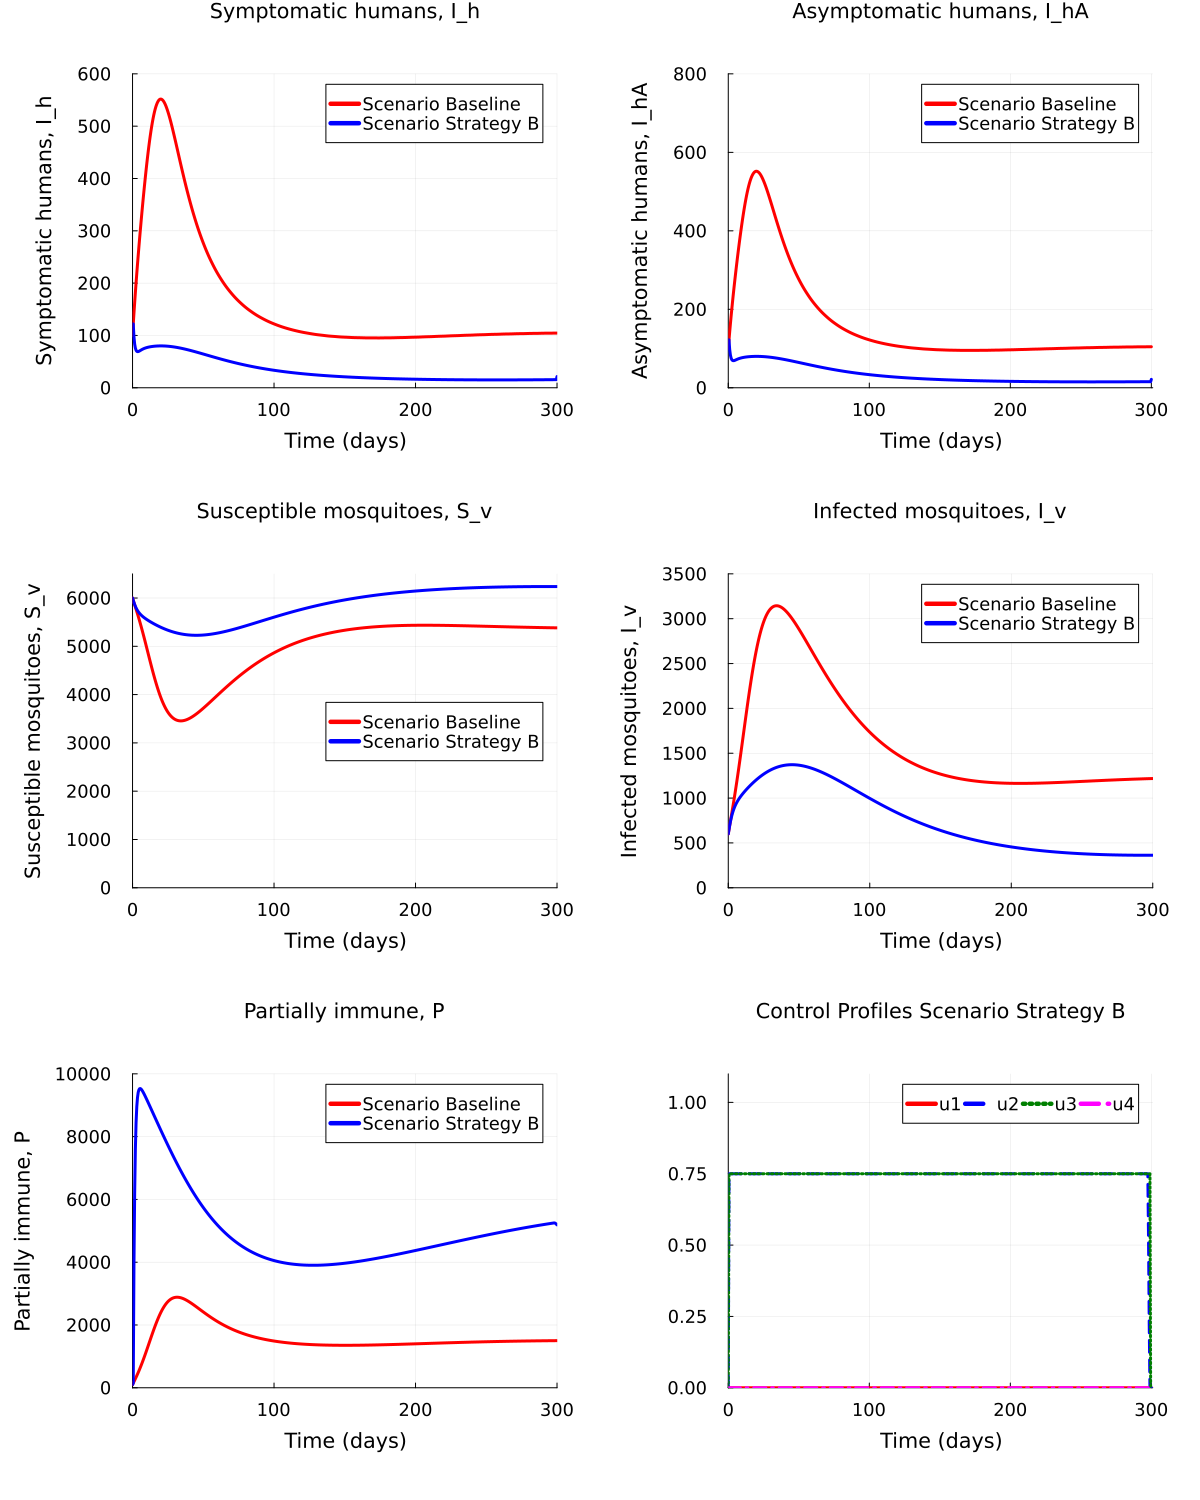 Symptomatic humans, I_h
Symptomatic humans, I_h
600
500
400
300
200
100
0
Scenario Baseline
Scenario Strategy B
0 100 200 300
Time (days)
Asymptomatic humans, I_hA
Asymptomatic humans, I_hA
800
600
400
200
0
Scenario Baseline
Scenario Strategy B
0 100 200 300
Time (days)
Susceptible mosquitoes, S_v
Susceptible mosquitoes, S_v
6000
5000
4000
3000
2000
1000
0
Scenario Baseline
Scenario Strategy B
0 100 200 300
Time (days)
Infected mosquitoes, I_v
Infected mosquitoes, I_v
3500
3000
2500
2000
1500
1000
500
0
Scenario Baseline
Scenario Strategy B
0 100 200 300
Time (days)
Partially immune, P
Partially immune, P
10000
8000
6000
4000
2000
0
Scenario Baseline
Scenario Strategy B
0 100 200 300
Time (days)
Control Profiles Scenario Strategy B
1.00
0.75
0.50
0.25
0.00
u1 u2 u3 u4
0 100 200 300
Time (days)